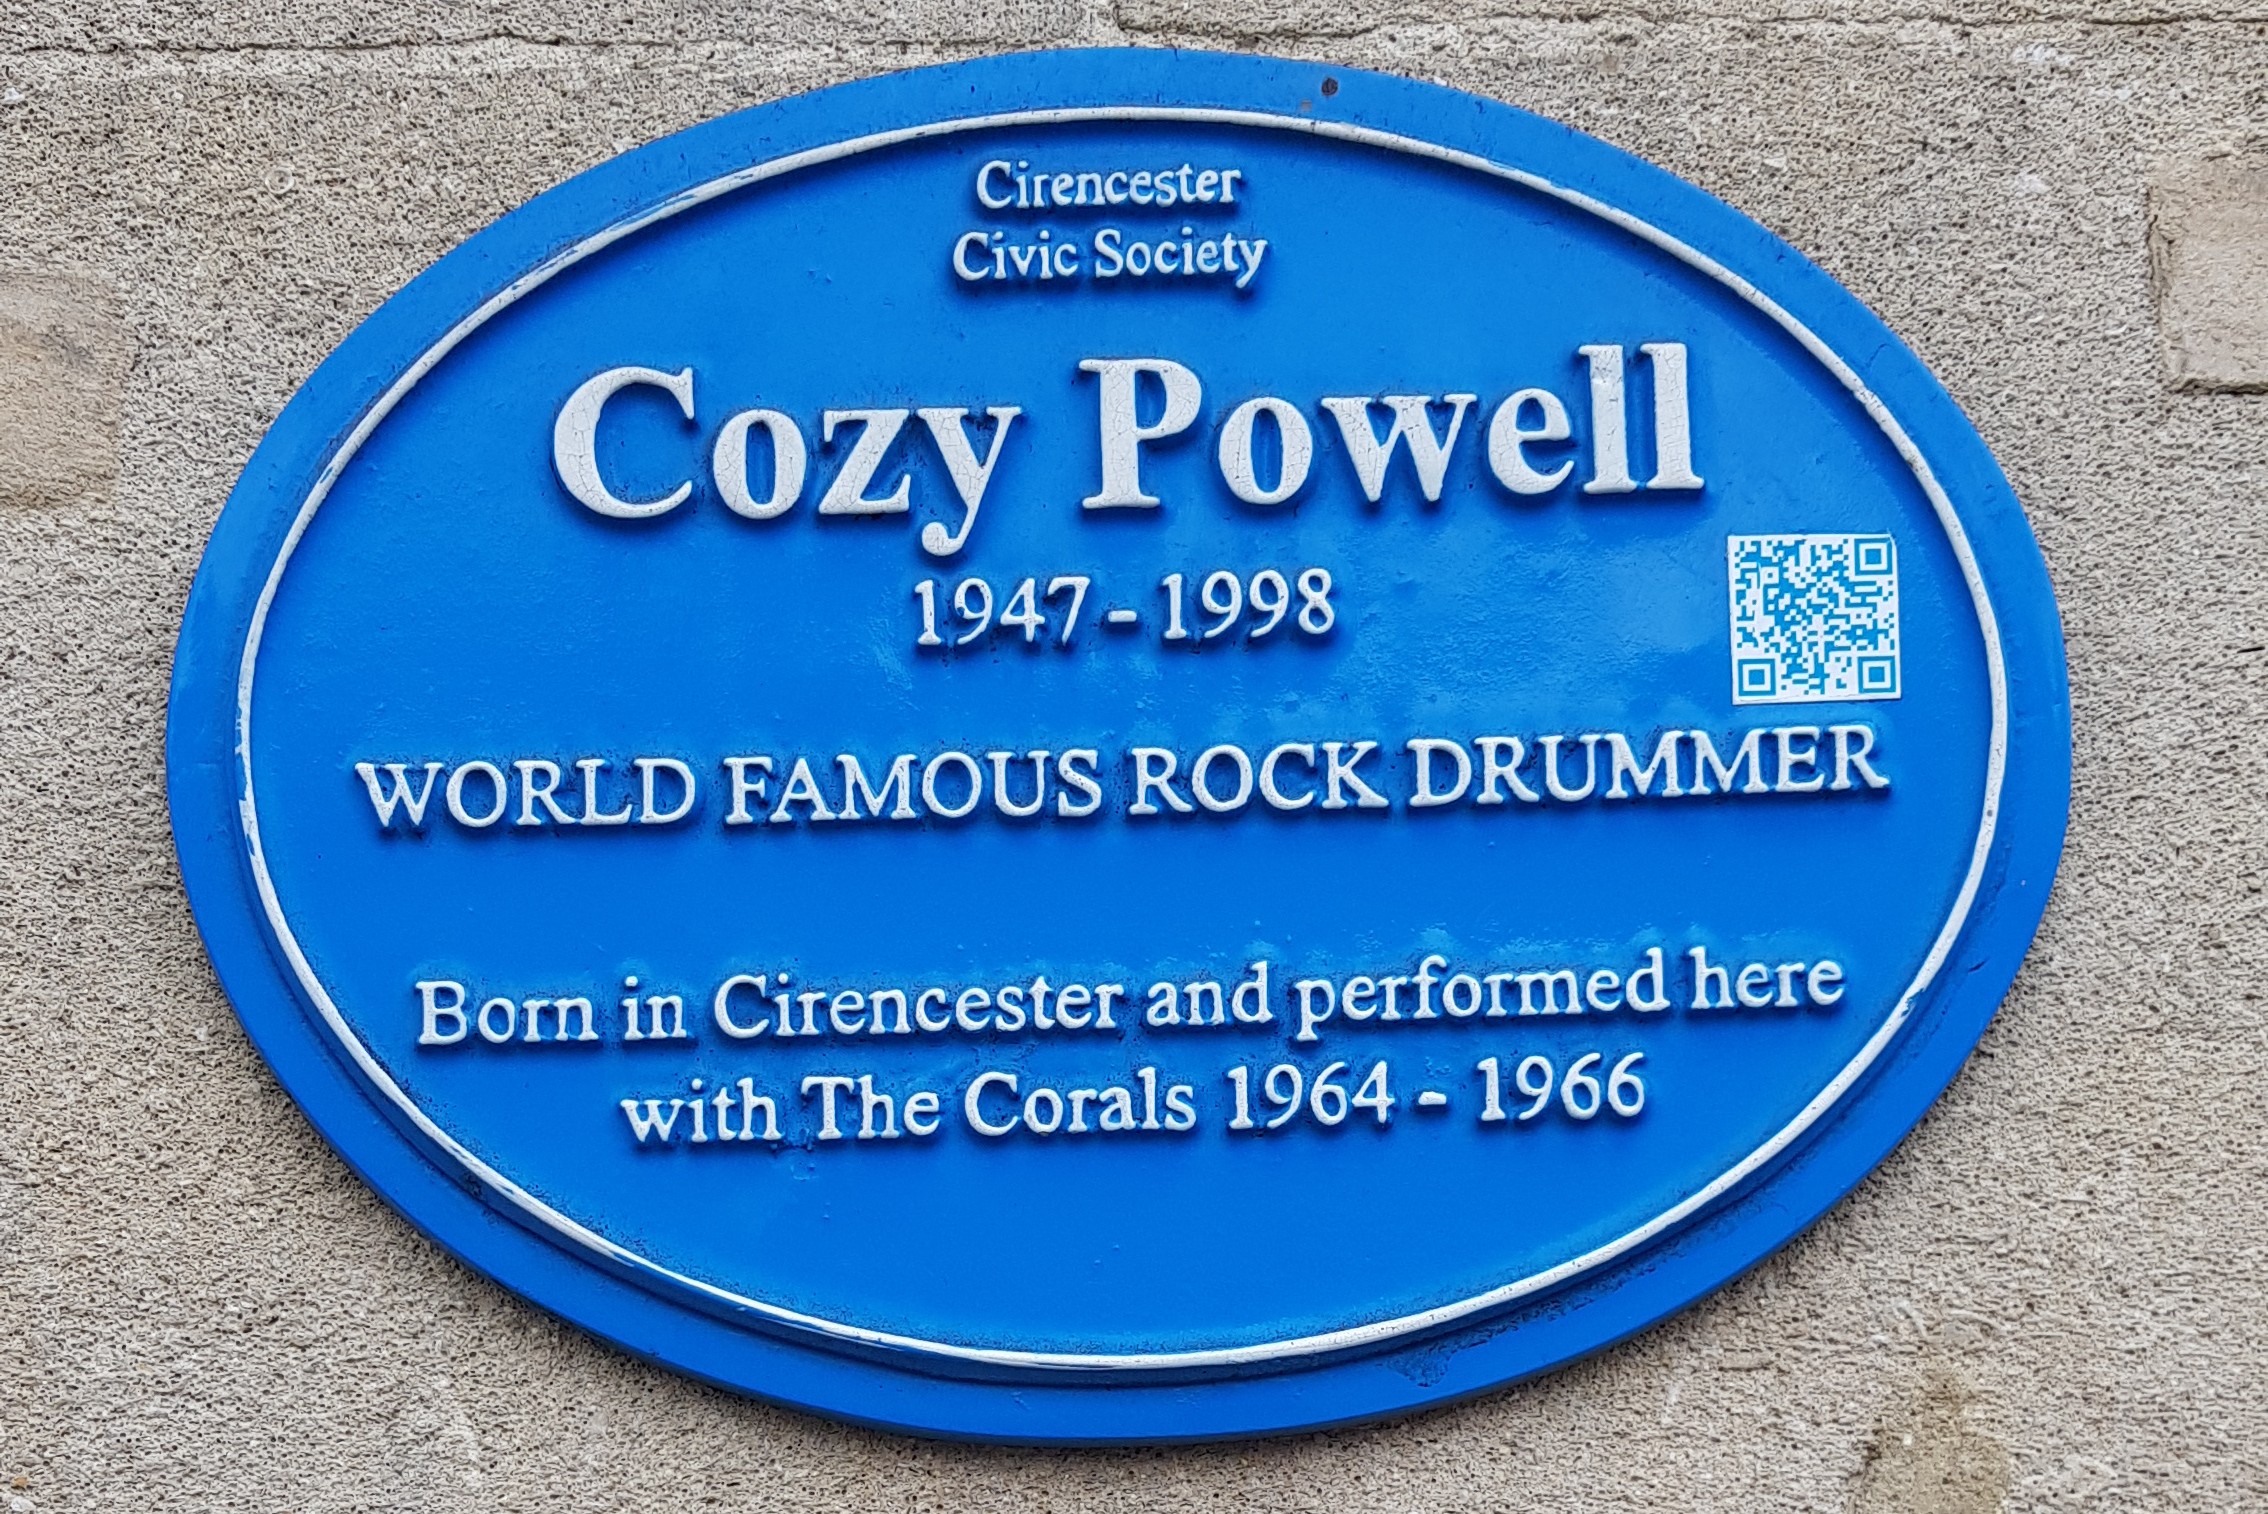 Cirencester
Civic Society
Cozy Powell
1947 - 1998
WORLD FAMOUS ROCK DRUMMER
Born in Cirencester and performed here
with The Corals 1964 - 1966